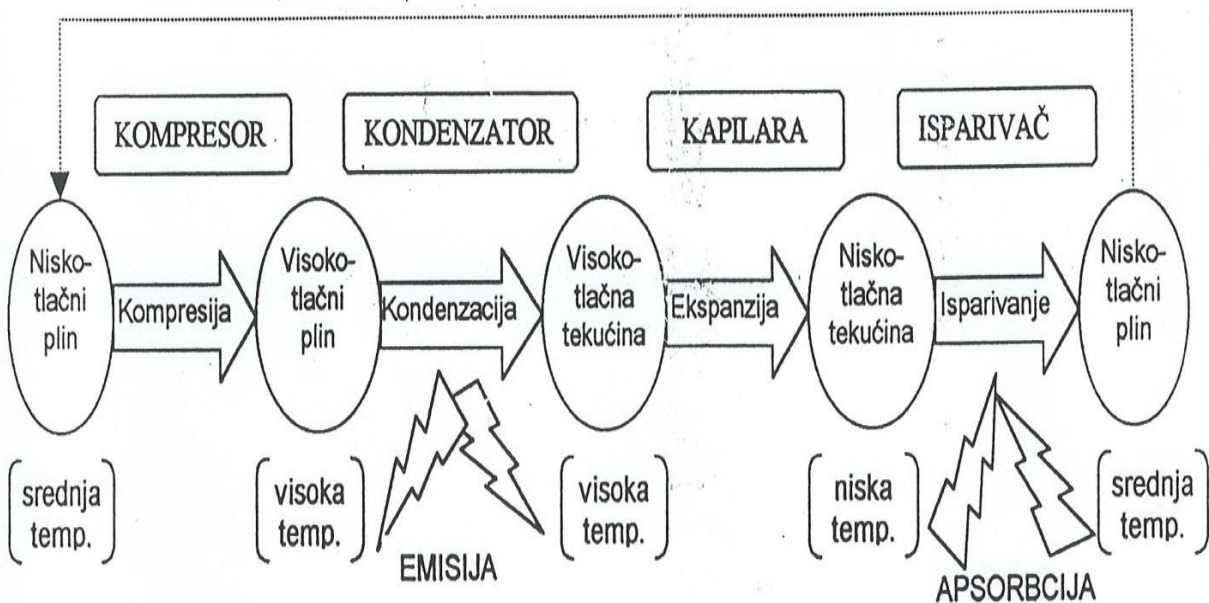 KOMPRESOR
KONDENZATOR
KAPILARA
ISPARIVAČ
Nisko-
tlačni
plin
Kompresija
Visoko-
tlačni
plin
Kondenzacija
Visoko-
tlačna
tekućina
Ekspanzija
Nisko-
tlačna
tekućina
Isparivanje
Nisko-
tlačni
plin
srednja
temp.
visoka
temp.
EMISIJA
visoka
temp.
niska
temp.
APSORBCIJA
srednja
temp.